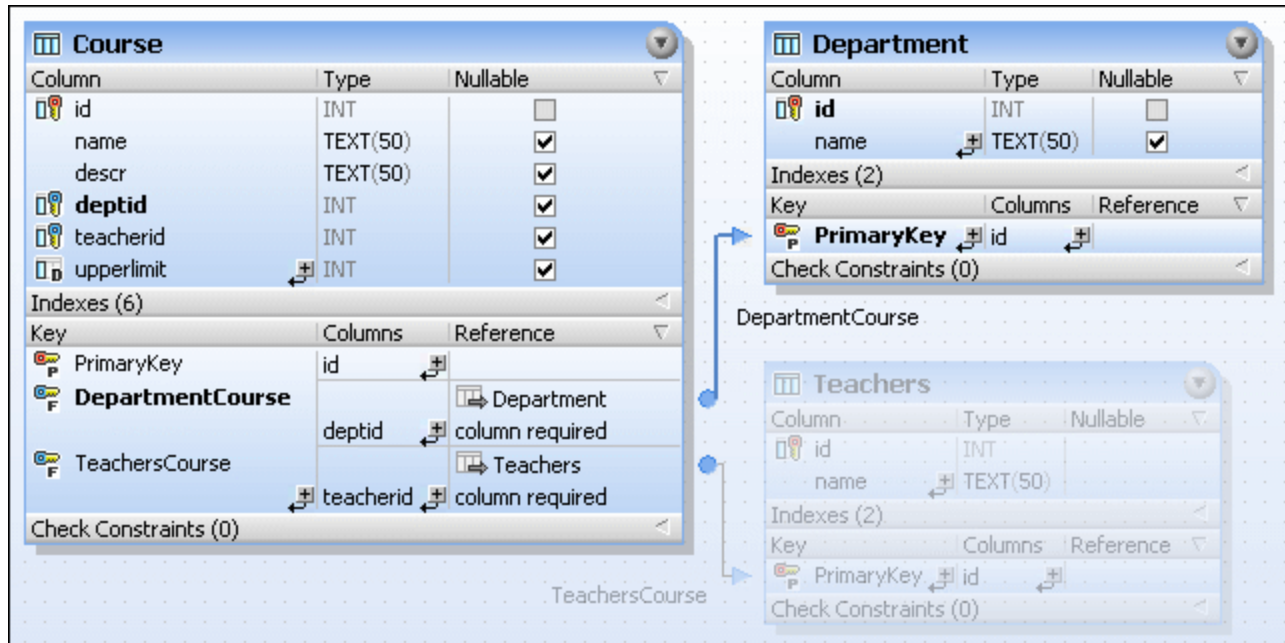 Course
Column Type Nullable
id INT
name TEXT(50)
descr TEXT(50)
deptid INT
teacherid INT
upperlimit INT
Indexes (6)
Key Columns Reference
PrimaryKey id
DepartmentCourse Department
deptid column required
TeachersCourse Teachers
teacherid column required
Check Constraints (0)
Department
Column Type Nullable
id INT
name TEXT(50)
Indexes (2)
Key Columns Reference
PrimaryKey id
Check Constraints (0)
DepartmentCourse
Teachers
Column Type Nullable
id INT
name TEXT(50)
Indexes (2)
Key Columns Reference
PrimaryKey id
Check Constraints (0)
TeachersCourse